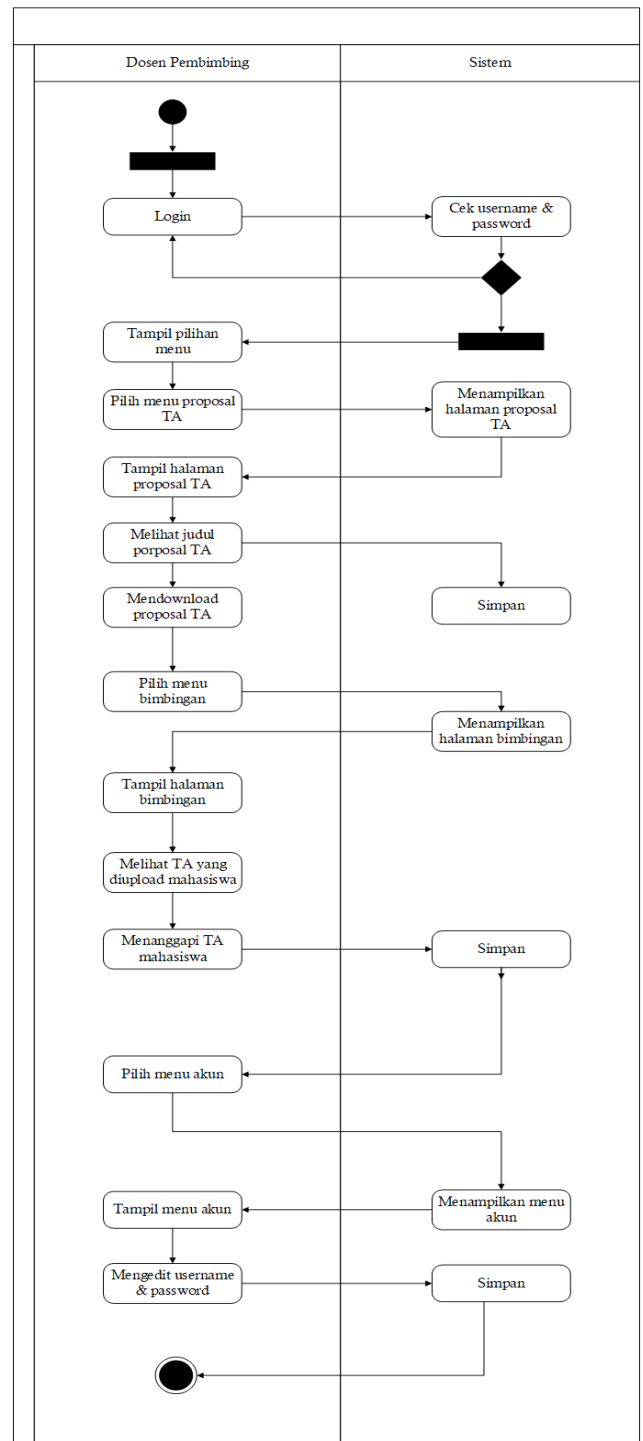 Dosen Pembimbing
Sistem
Login
Cek username &
password
Tampil pilihan
menu
Pilih menu proposal
TA
Menampilkan
halaman proposal
TA
Tampil halaman
proposal TA
Melihat judul
porposal TA
Mendownload
proposal TA
Simpan
Pilih menu
bimbingan
Menampilkan
halaman bimbingan
Tampil halaman
bimbingan
Melihat TA yang
diupload mahasiswa
Menanggapi TA
mahasiswa
Simpan
Pilih menu akun
Menampilkan menu
akun
Tampil menu akun
Mengedit username
& password
Simpan